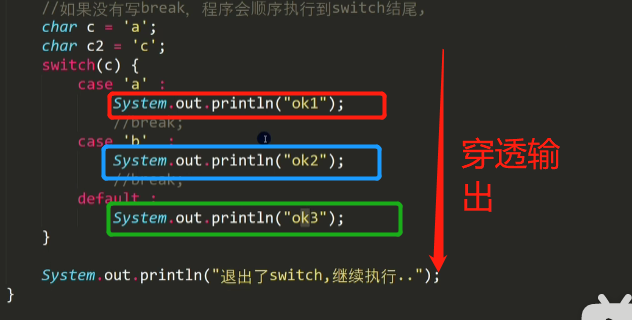 //如果没有写break, 程序会顺序执行到switch结尾,
char c = 'a';
char c2 = 'c';
switch(c) {
case 'a' :
System.out.println("ok1");
//break;
case 'b' :
System.out.println("ok2");
//break;
default :
System.out.println("ok3");
}
System.out.println("退出了switch,继续执行..");
}
穿透输
出